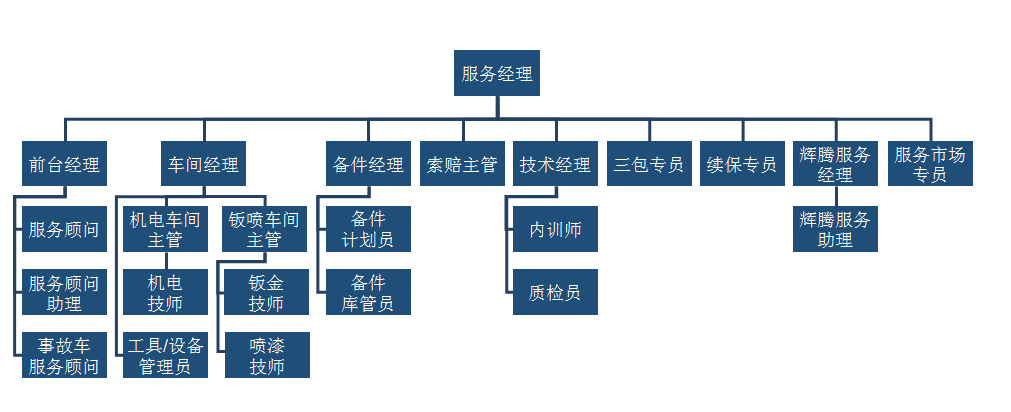 服务经理
前台经理
车间经理
备件经理
索赔主管
技术经理
三包专员
续保专员
辉腾服务
经理
服务市场
专员
服务顾问
机电车间
主管
钣喷车间
主管
备件
计划员
内训师
辉腾服务
助理
服务顾问
助理
机电
技师
钣金
技师
备件
库管员
质检员
事故车
服务顾问
工具/设备
管理员
喷漆
技师